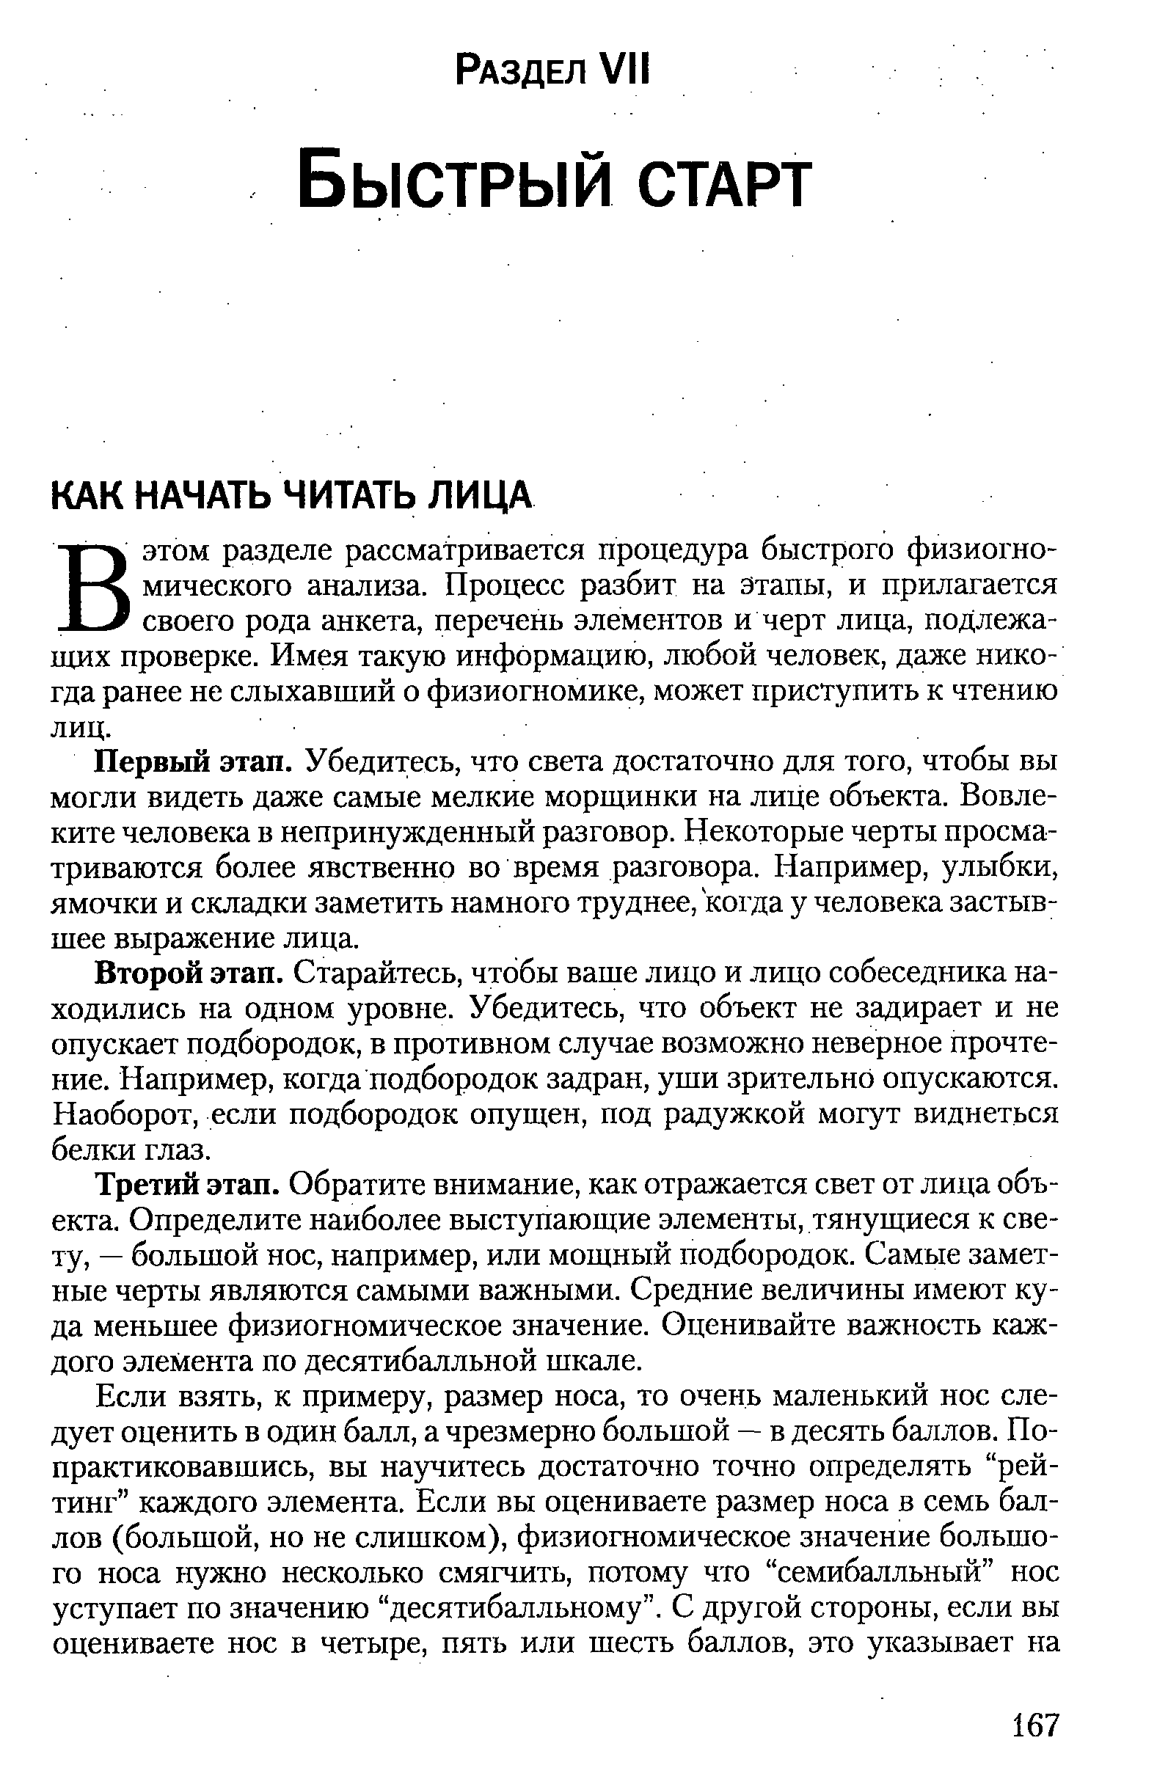 Раздел VII
Быстрый старт
КАК НАЧАТЬ ЧИТАТЬ ЛИЦА
В этом разделе рассматривается процедура быстрого физиогно-
мического анализа. Процесс разбит на этапы, и прилагается
своего рода анкета, перечень элементов и черт лица, подлежа-
щих проверке. Имея такую информацию, любой человек, даже нико-
гда ранее не слыхавший о физиогномике, может приступить к чтению
лиц.
Первый этап. Убедитесь, что света достаточно для того, чтобы вы
могли видеть даже самые мелкие морщинки на лице объекта. Вовле-
ките человека в непринужденный разговор. Некоторые черты просма-
триваются более явственно во время разговора. Например, улыбки,
ямочки и складки заметить намного труднее, когда у человека застыв-
шее выражение лица.
Второй этап. Старайтесь, чтобы ваше лицо и лицо собеседника на-
ходились на одном уровне. Убедитесь, что объект не задирает и не
опускает подбородок, в противном случае возможно неверное прочте-
ние. Например, когда подбородок задран, уши зрительно опускаются.
Наоборот, если подбородок опущен, под радужкой могут виднеться
белки глаз.
Третий этап. Обратите внимание, как отражается свет от лица объ-
екта. Определите наиболее выступающие элементы, тянущиеся к све-
ту, — большой нос, например, или мощный подбородок. Самые замет-
ные черты являются самыми важными. Средние величины имеют ку-
да меньшее физиогномическое значение. Оценивайте важность каж-
дого элемента по десятибалльной шкале.
Если взять, к примеру, размер носа, то очень маленький нос сле-
дует оценить в один балл, а чрезмерно большой — в десять баллов. По-
практиковавшись, вы научитесь достаточно точно определять “рей-
тинг” каждого элемента. Если вы оцениваете размер носа в семь бал-
лов (большой, но не слишком), физиогномическое значение большо-
го носа нужно несколько смягчить, потому что “семибалльный” нос
уступает по значению “десятибалльному”. С другой стороны, если вы
оцениваете нос в четыре, пять или шесть баллов, это указывает на
167